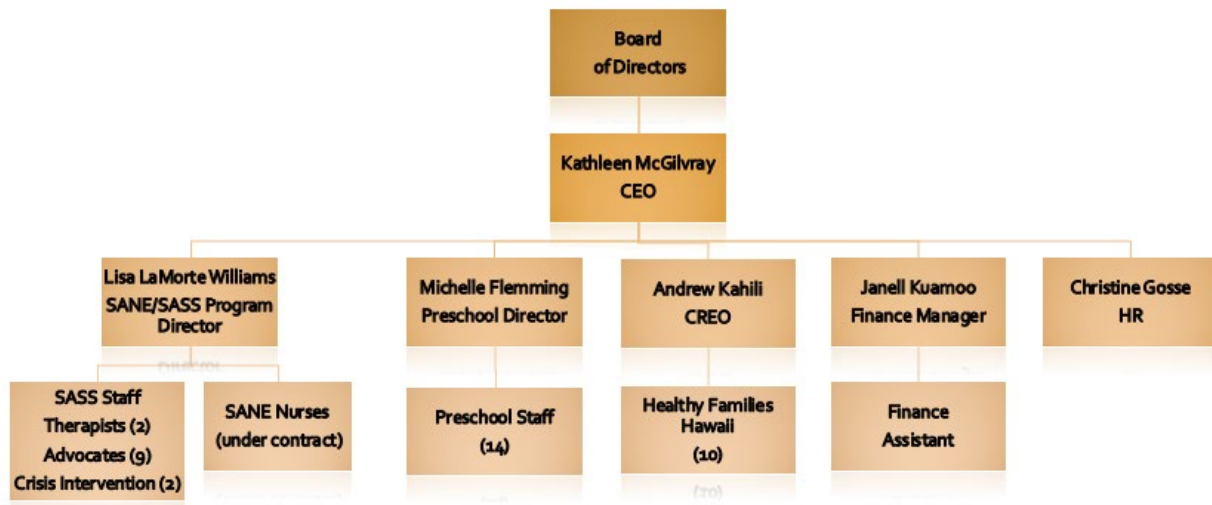 Board
of Directors
Kathleen McGilvray
CEO
Lisa LaMorte Williams
SANE/SASS Program
Director
Michelle Flemming
Preschool Director
Andrew Kahili
CREO
Janell Kuamoo
Finance Manager
Christine Gosse
HR
SASS Staff
Therapists (2)
Advocates (9)
Crisis Intervention (2)
SANE Nurses
(under contract)
Preschool Staff
(14)
Healthy Families
Hawaii
(10)
Finance
Assistant